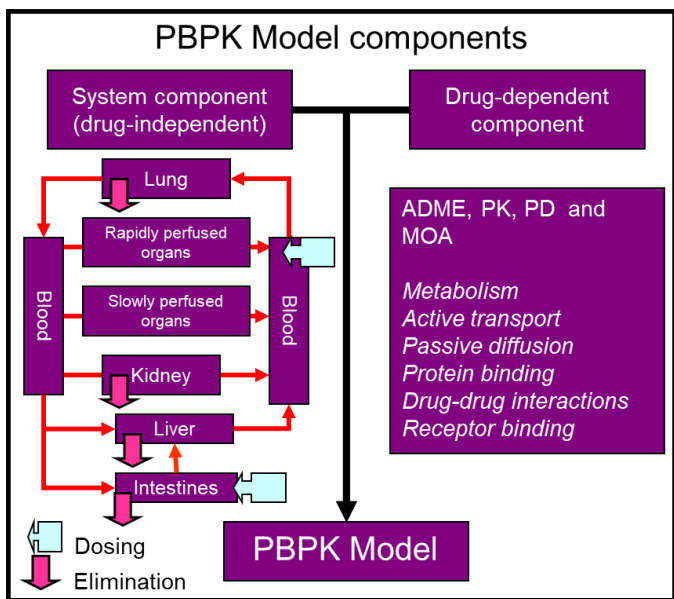 PBPK Model components
System component
(drug-independent)
Drug-dependent
component
Lung
Rapidly perfused
organs
Blood
Blood
Slowly perfused
organs
Kidney
Liver
Intestines
ADME, PK, PD and
MOA
Metabolism
Active transport
Passive diffusion
Protein binding
Drug-drug interactions
Receptor binding
Dosing
Elimination
PBPK Model